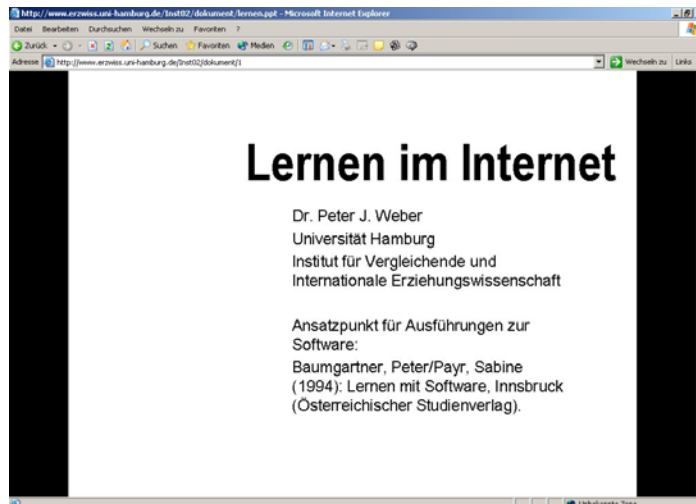 http://www.erzwiss.uni-hamburg.de/Inst02/dokument/lernen.ppt - Microsoft Internet Explorer
Datei Bearbeiten Durchsuchen Wechseln zu Favoriten ?
Zurück Suchen Favoriten Medien
Adresse http://www.erzwiss.uni-hamburg.de/Inst02/dokument/1 Wechseln zu Links
Lernen im Internet
Dr. Peter J. Weber
Universität Hamburg
Institut für Vergleichende und
Internationale Erziehungswissenschaft
Ansatzpunkt für Ausführungen zur
Software:
Baumgartner, Peter/Payr, Sabine
(1994): Lernen mit Software, Innsbruck
(Österreichischer Studienverlag).
Unbekannte Zone